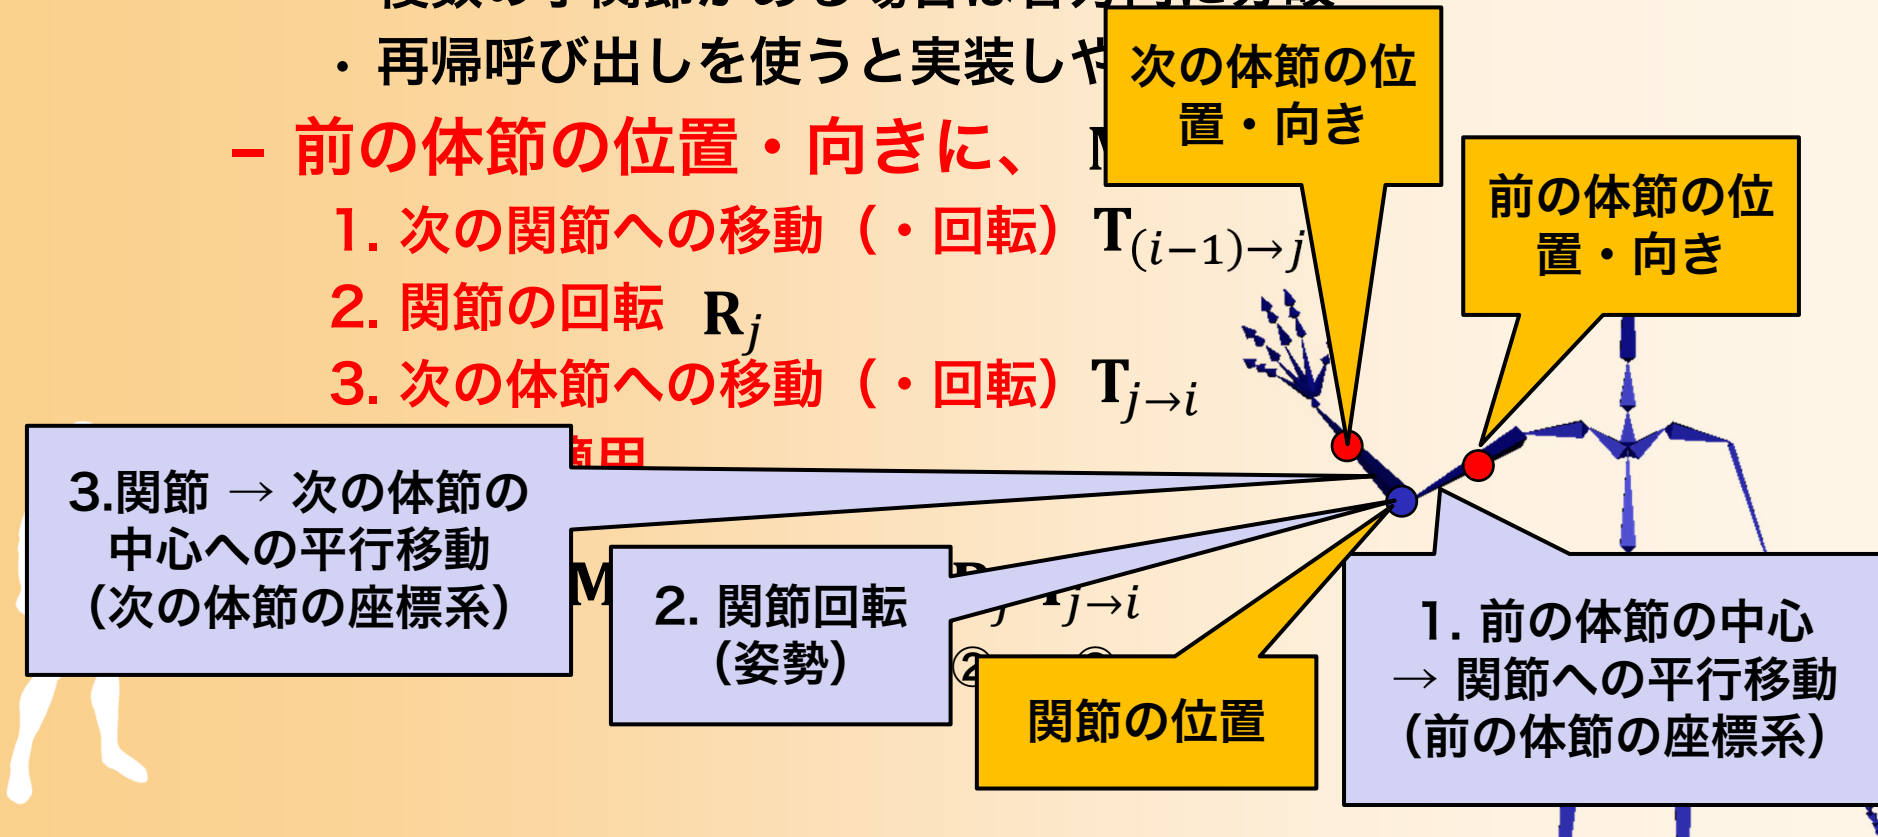 ・再帰呼び出しを使うと実装しや
次の体節の位
置・向き
– 前の体節の位置・向きに、
前の体節の位
置・向き
1. 次の関節への移動（・回転） T(i−1)→j
2. 関節の回転 Rj
3. 次の体節への移動（・回転） Tj→i
3.関節 → 次の体節の
中心への平行移動
（次の体節の座標系）
M
j→i
2. 関節回転
（姿勢）
関節の位置
1. 前の体節の中心
→ 関節への平行移動
（前の体節の座標系）